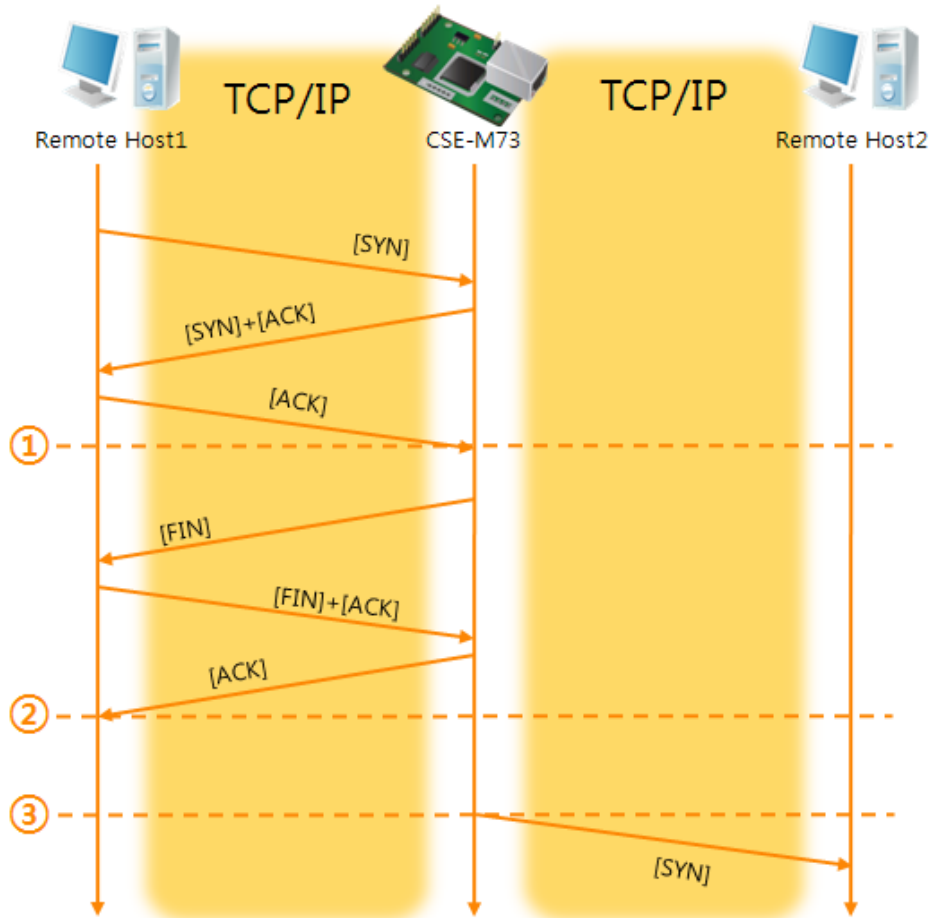 TCP/IP
TCP/IP
Remote Host1
CSE-M73
Remote Host2
[SYN]
[SYN]+[ACK]
[ACK]
①
[FIN]
[FIN]+[ACK]
[ACK]
②
③
[SYN]